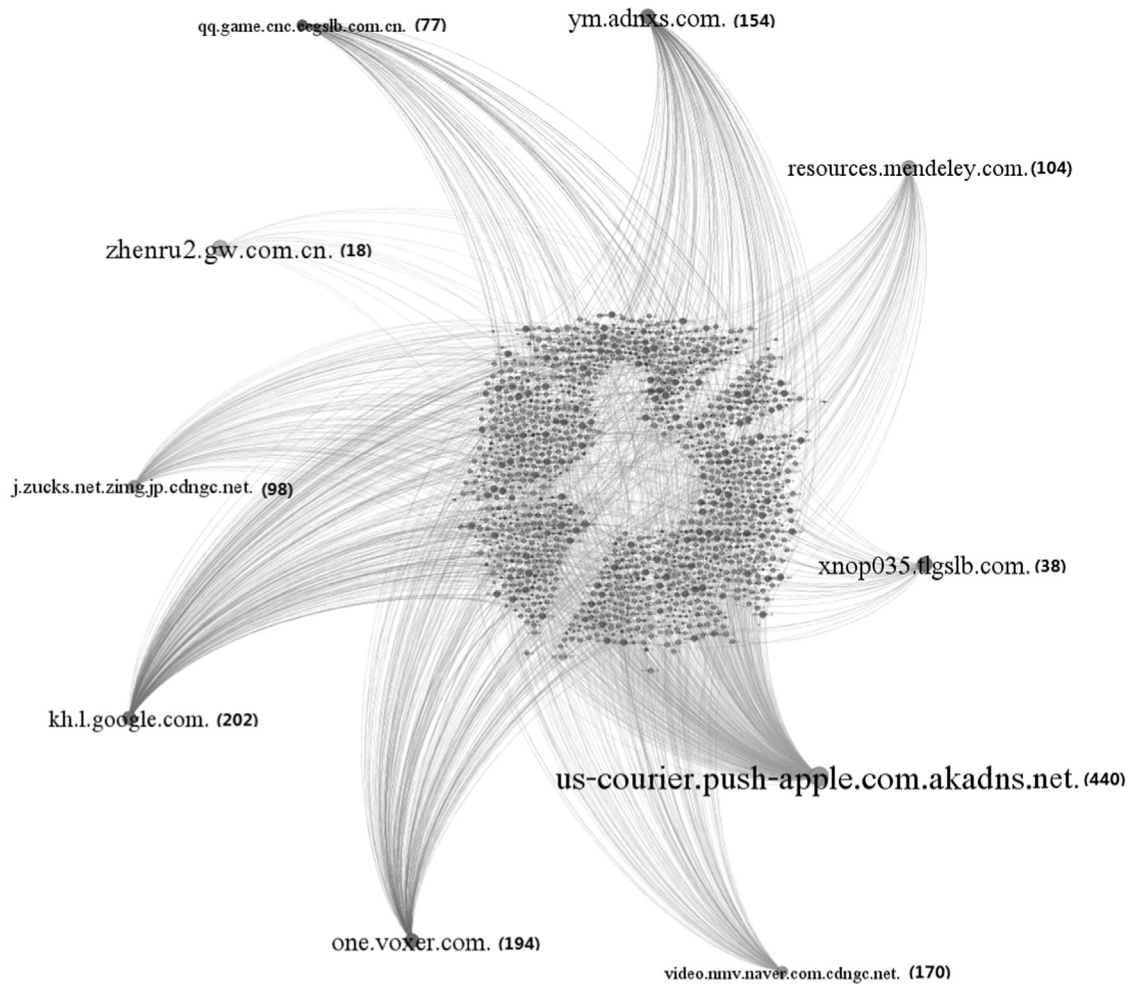 qq.game.cnc.ccgslb.com.cn. (77)
ym.adnxs.com. (154)
resources.mendeley.com. (104)
zhenru2.gw.com.cn. (18)
j.zucks.net.zimg.jp.cdngc.net. (98)
xnop035.tlgslb.com. (38)
kh.l.google.com. (202)
us-courier.push-apple.com.akadns.net. (440)
one.voxer.com. (194)
video.nmv.naver.com.cdngc.net. (170)